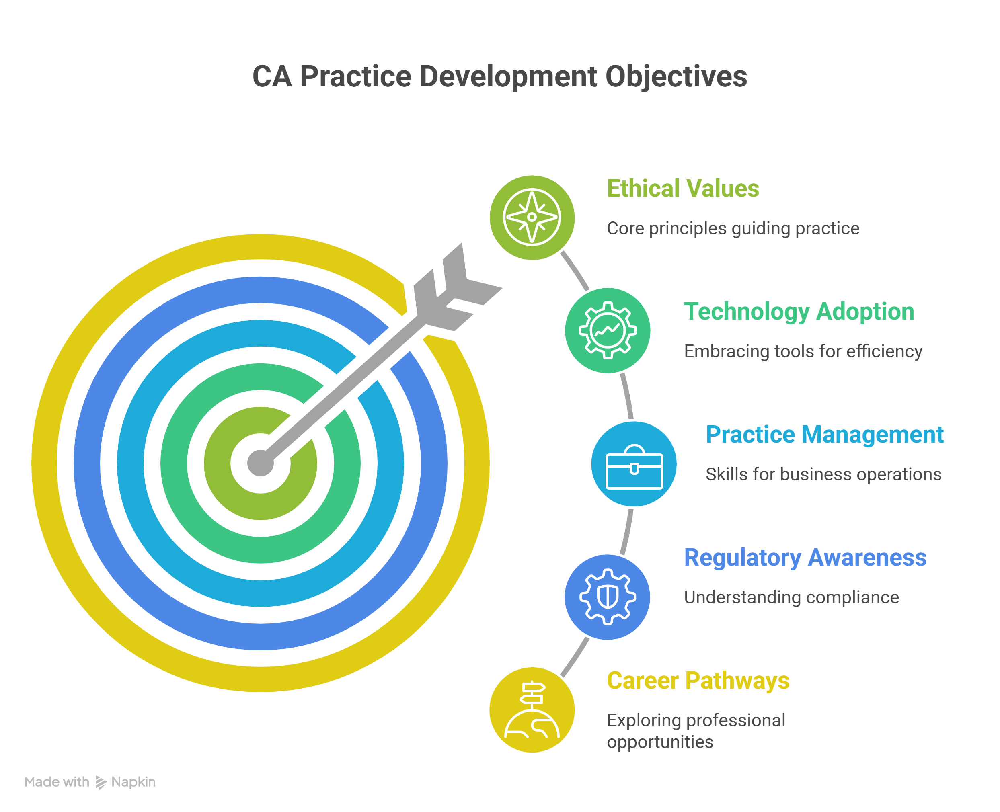 CA Practice Development Objectives
Ethical Values
Core principles guiding practice
Technology Adoption
Embracing tools for efficiency
Practice Management
Skills for business operations
Regulatory Awareness
Understanding compliance
Career Pathways
Exploring professional
opportunities
Made with Napkin